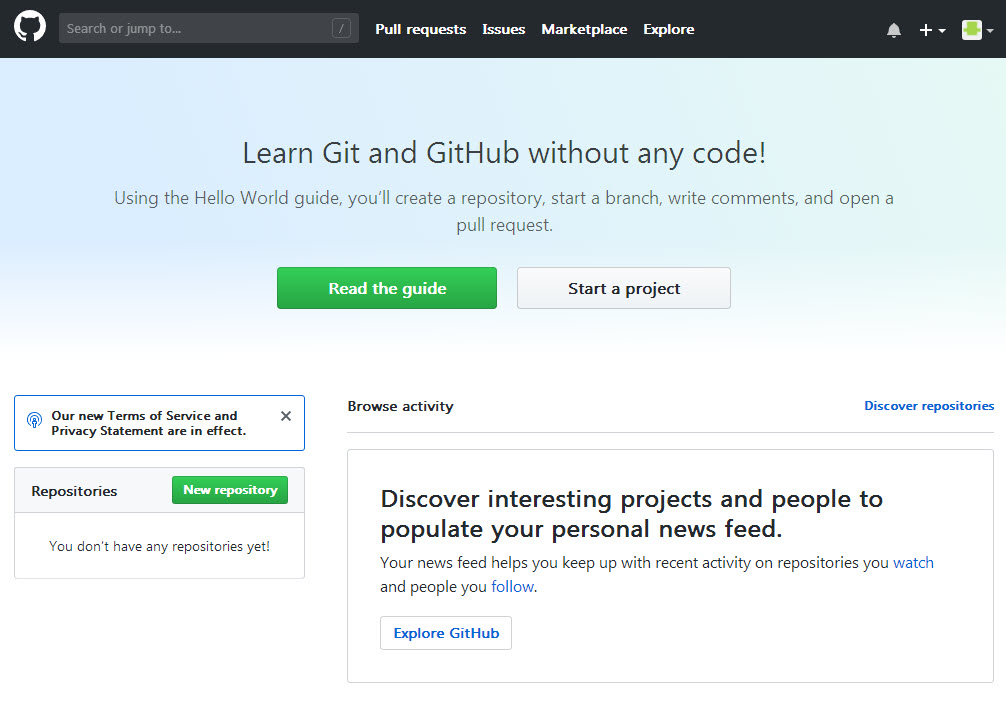 Search or jump to...
/
Pull requests
Issues
Marketplace
Explore
Learn Git and GitHub without any code!
Using the Hello World guide, you’ll create a repository, start a branch, write comments, and open a
pull request.
Read the guide
Start a project
Our new Terms of Service and
Privacy Statement are in effect.
Repositories
New repository
You don’t have any repositories yet!
Browse activity
Discover repositories
Discover interesting projects and people to
populate your personal news feed.
Your news feed helps you keep up with recent activity on repositories you watch
and people you follow.
Explore GitHub